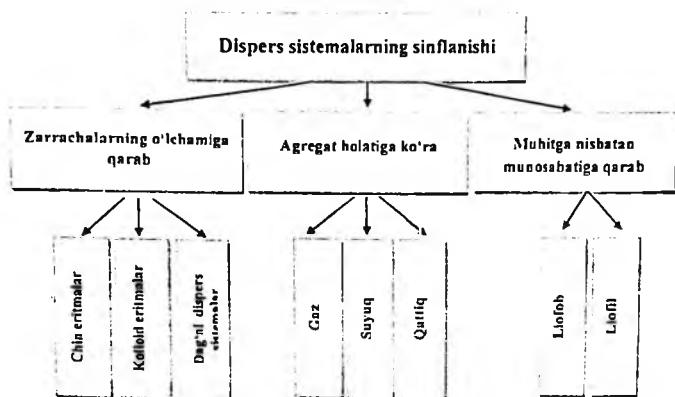 Dispers sistemalarning sinflanishi
Zarrachalarning o'lchamiga
qarab
Agregat holatiga ko'ra
Muhitga nisbatan
munosabatiga qarab
Chin eritmalar
Kolloid eritmalar
Dag'al dispers
sistemalar
Gaz
Suyuq
Qattiq
Liofob
Liofil